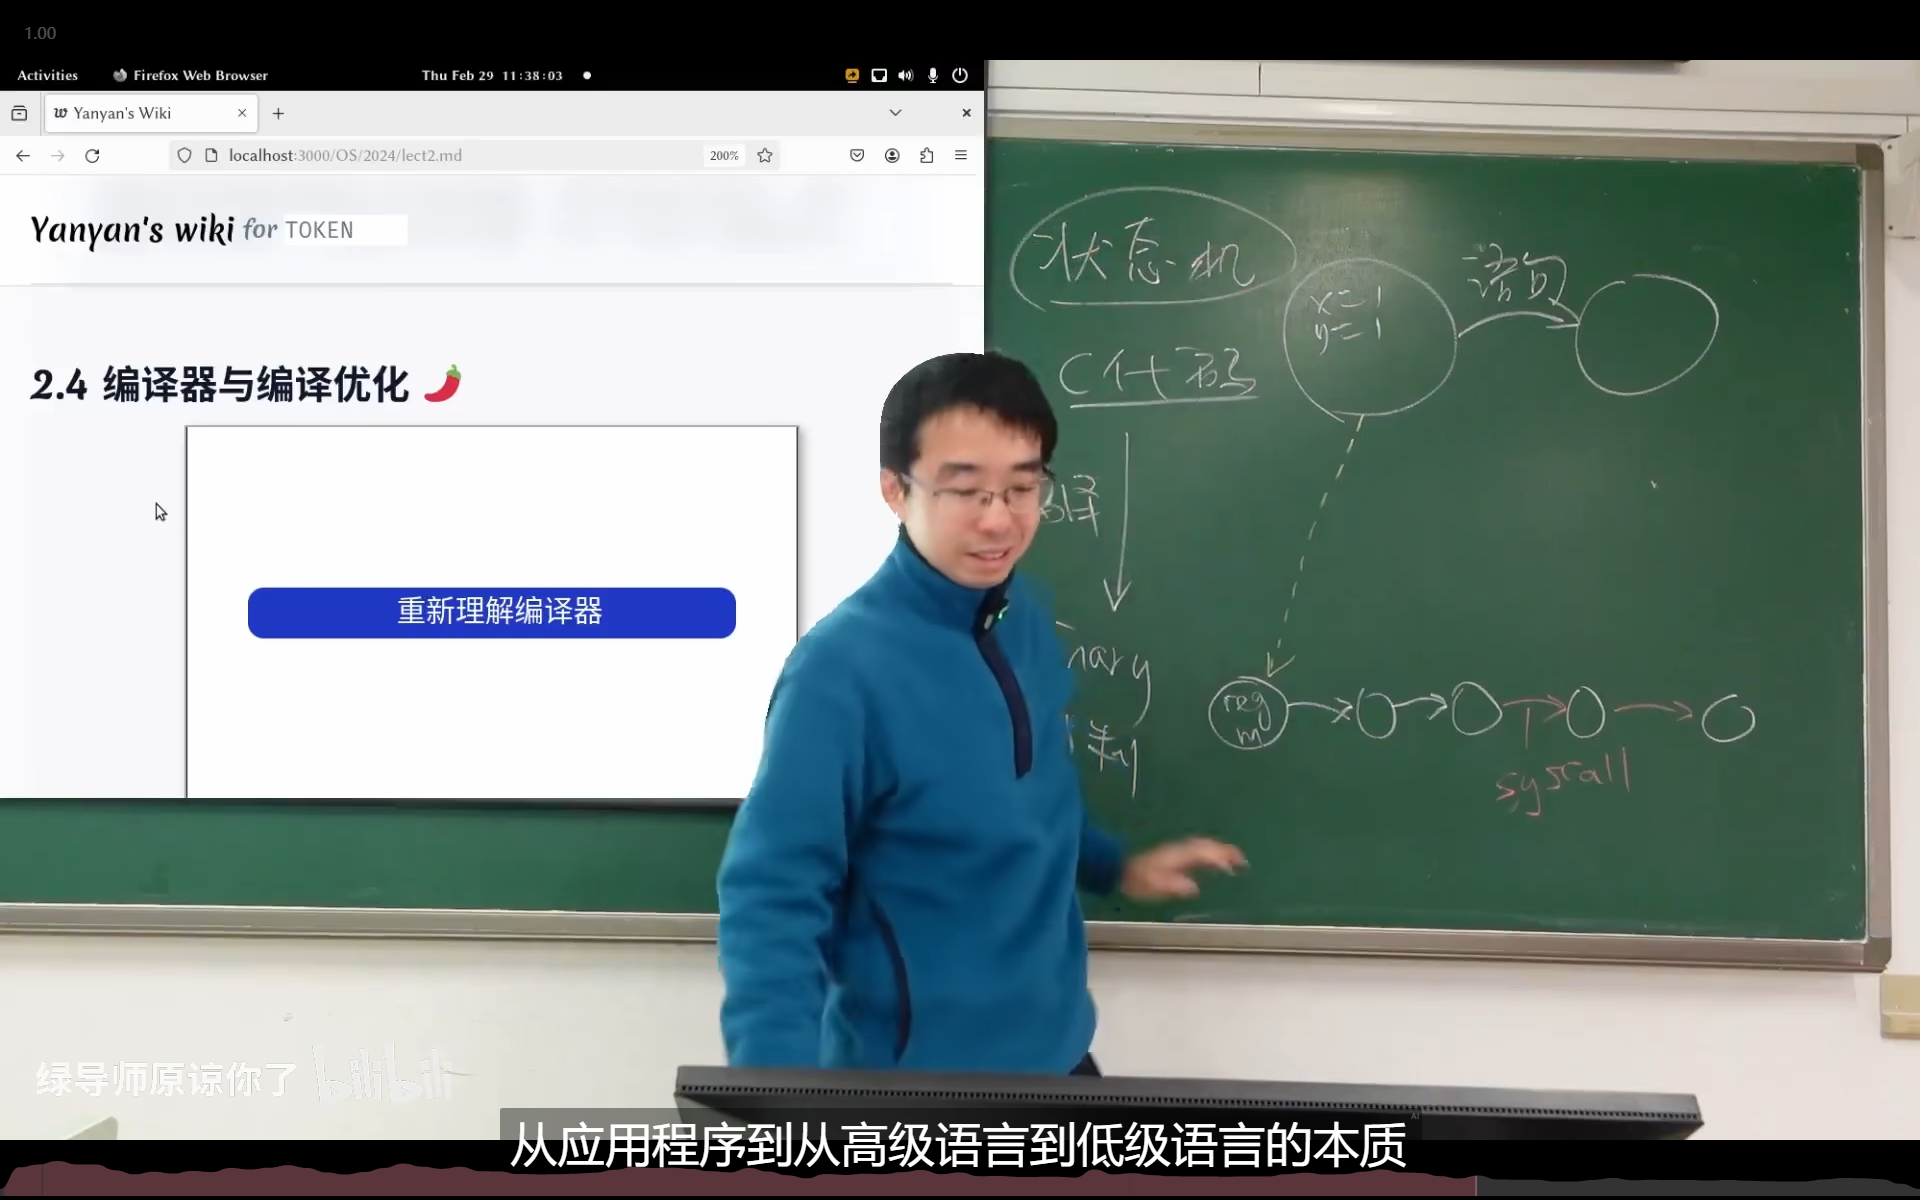 1.00
Activities
Firefox Web Browser
Thu Feb 29 11:38:03
Yanyan's Wiki
localhost:3000/OS/2024/lect2.md
200%
Yanyan's wiki for TOKEN
2.4 编译器与编译优化
重新理解编译器
状态机
x=1
y=1
语句
C代码
译
nary
reg
m
syscall
绿导师原谅你了
bilibili
从应用程序到从高级语言到低级语言的本质